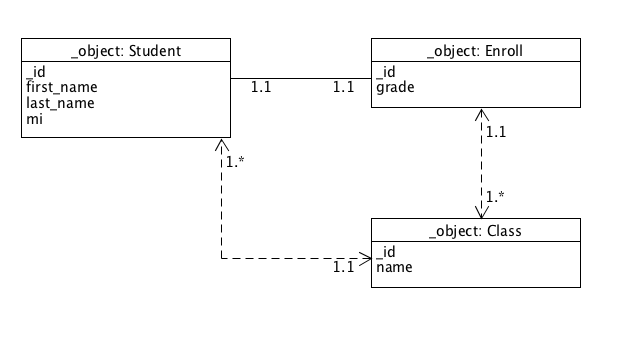 _object: Student
_id
first_name
last_name
mi
1.1
1.1
_object: Enroll
_id
grade
1.1
1.*
1.*
1.1
_object: Class
_id
name